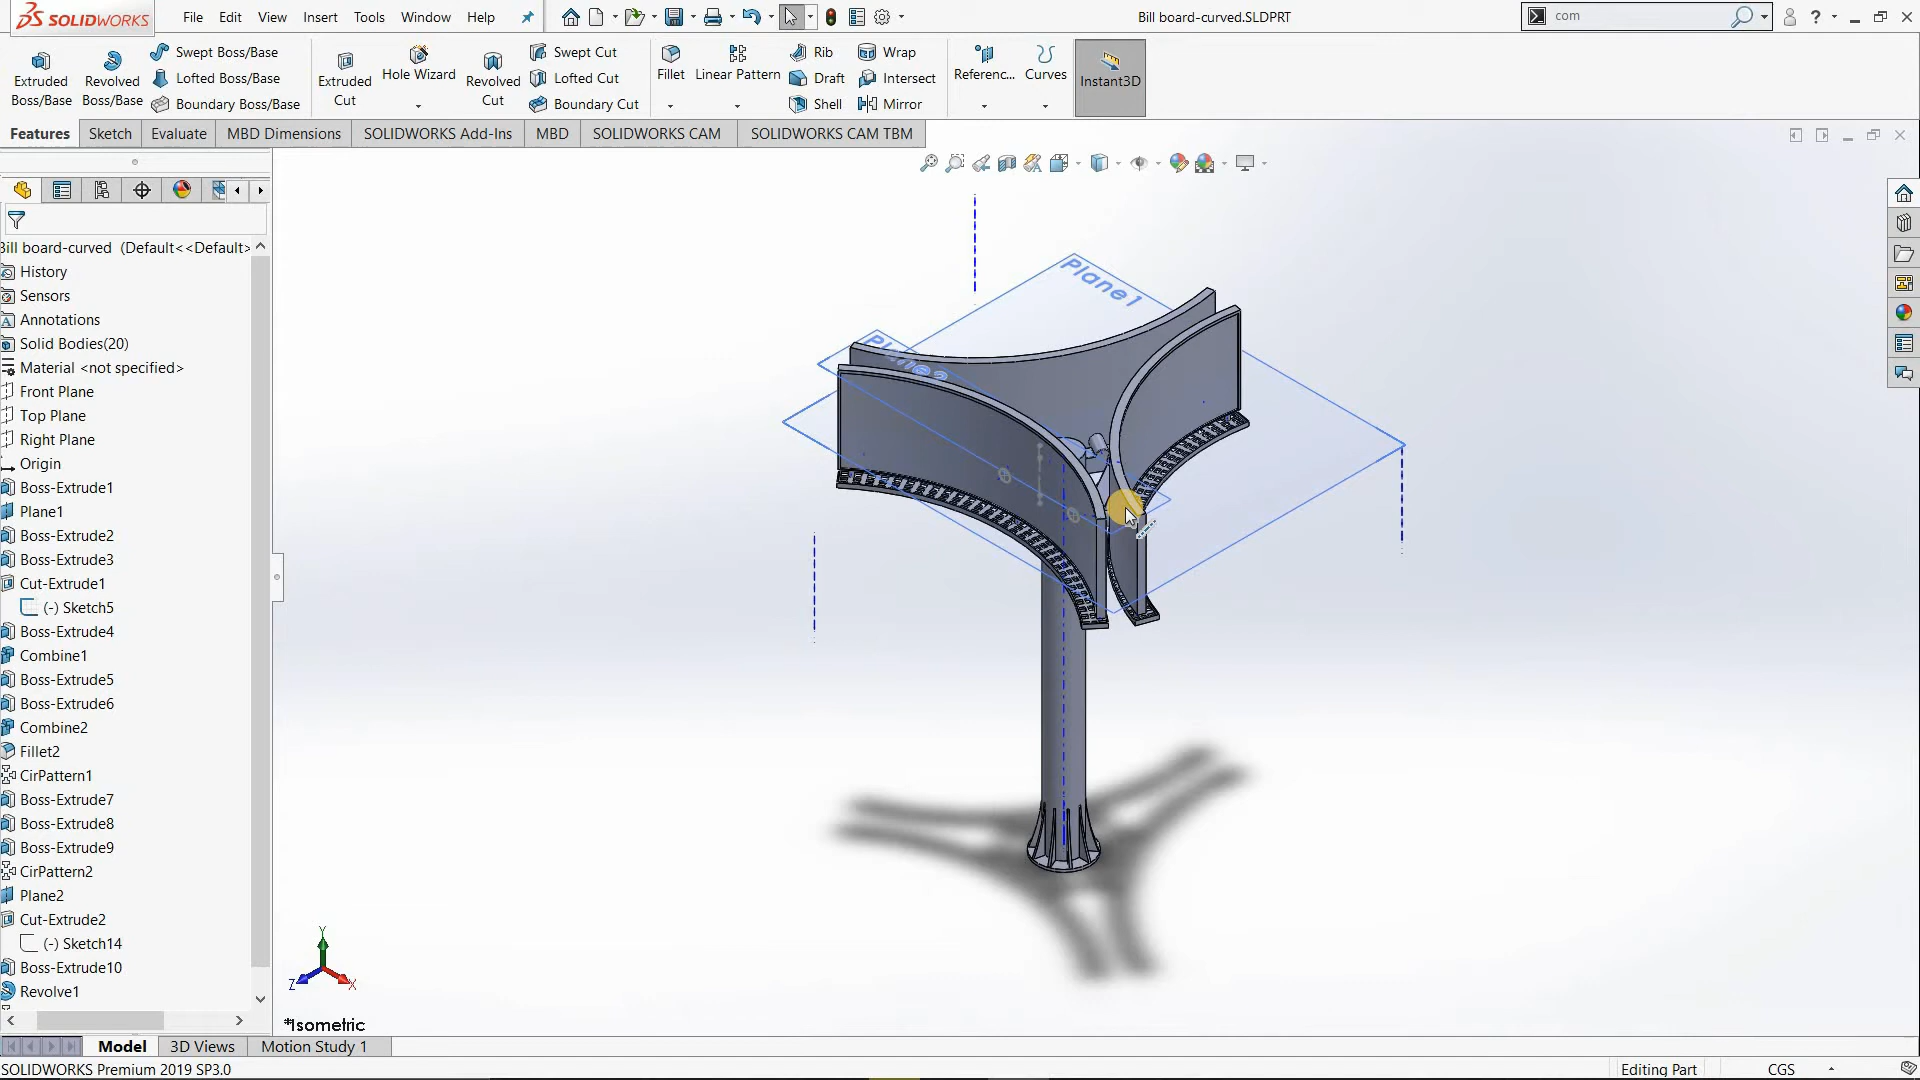 SOLIDWORKS
File Edit View Insert Tools Window Help
Bill board-curved.SLDPRT
com
?
Extruded Boss/Base
Revolved Boss/Base
Swept Boss/Base
Lofted Boss/Base
Boundary Boss/Base
Extruded Cut
Hole Wizard
Revolved Cut
Swept Cut
Lofted Cut
Boundary Cut
Fillet
Linear Pattern
Rib
Draft
Shell
Wrap
Intersect
Mirror
Referenc...
Curves
Instant3D
Features Sketch Evaluate MBD Dimensions SOLIDWORKS Add-Ins MBD SOLIDWORKS CAM SOLIDWORKS CAM TBM
Bill board-curved (Default<<Default>
History
Sensors
Annotations
Solid Bodies(20)
Material <not specified>
Front Plane
Top Plane
Right Plane
Origin
Boss-Extrude1
Plane1
Boss-Extrude2
Boss-Extrude3
Cut-Extrude1
(-) Sketch5
Boss-Extrude4
Combine1
Boss-Extrude5
Boss-Extrude6
Combine2
Fillet2
CirPattern1
Boss-Extrude7
Boss-Extrude8
Boss-Extrude9
CirPattern2
Plane2
Cut-Extrude2
(-) Sketch14
Boss-Extrude10
Revolve1
Plane1
Plane2
Y
Z
X
*Isometric
Model 3D Views Motion Study 1
SOLIDWORKS Premium 2019 SP3.0
Editing Part
CGS